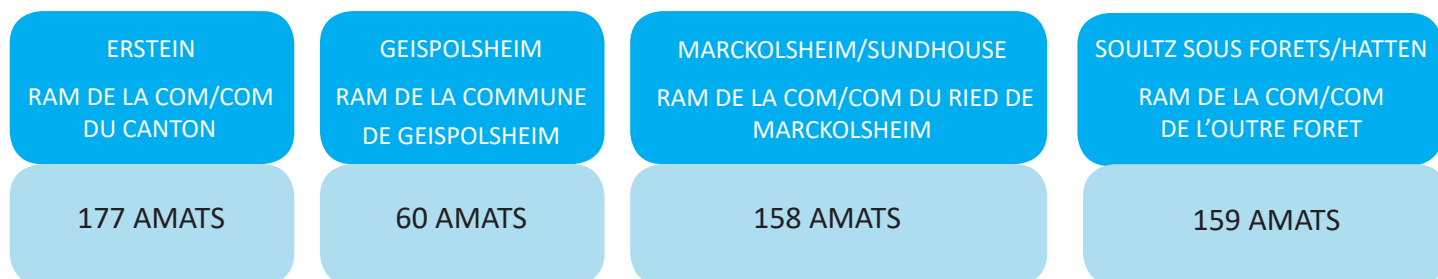 ERSTEIN
RAM DE LA COM/COM
DU CANTON
177 AMATS
GEISPOLSHEIM
RAM DE LA COMMUNE
DE GEISPOLSHEIM
60 AMATS
MARCKOLSHEIM/SUNDHOUSE
RAM DE LA COM/COM DU RIED DE
MARCKOLSHEIM
158 AMATS
SOULTZ SOUS FORETS/HATTEN
RAM DE LA COM/COM
DE L’OUTRE FORET
159 AMATS